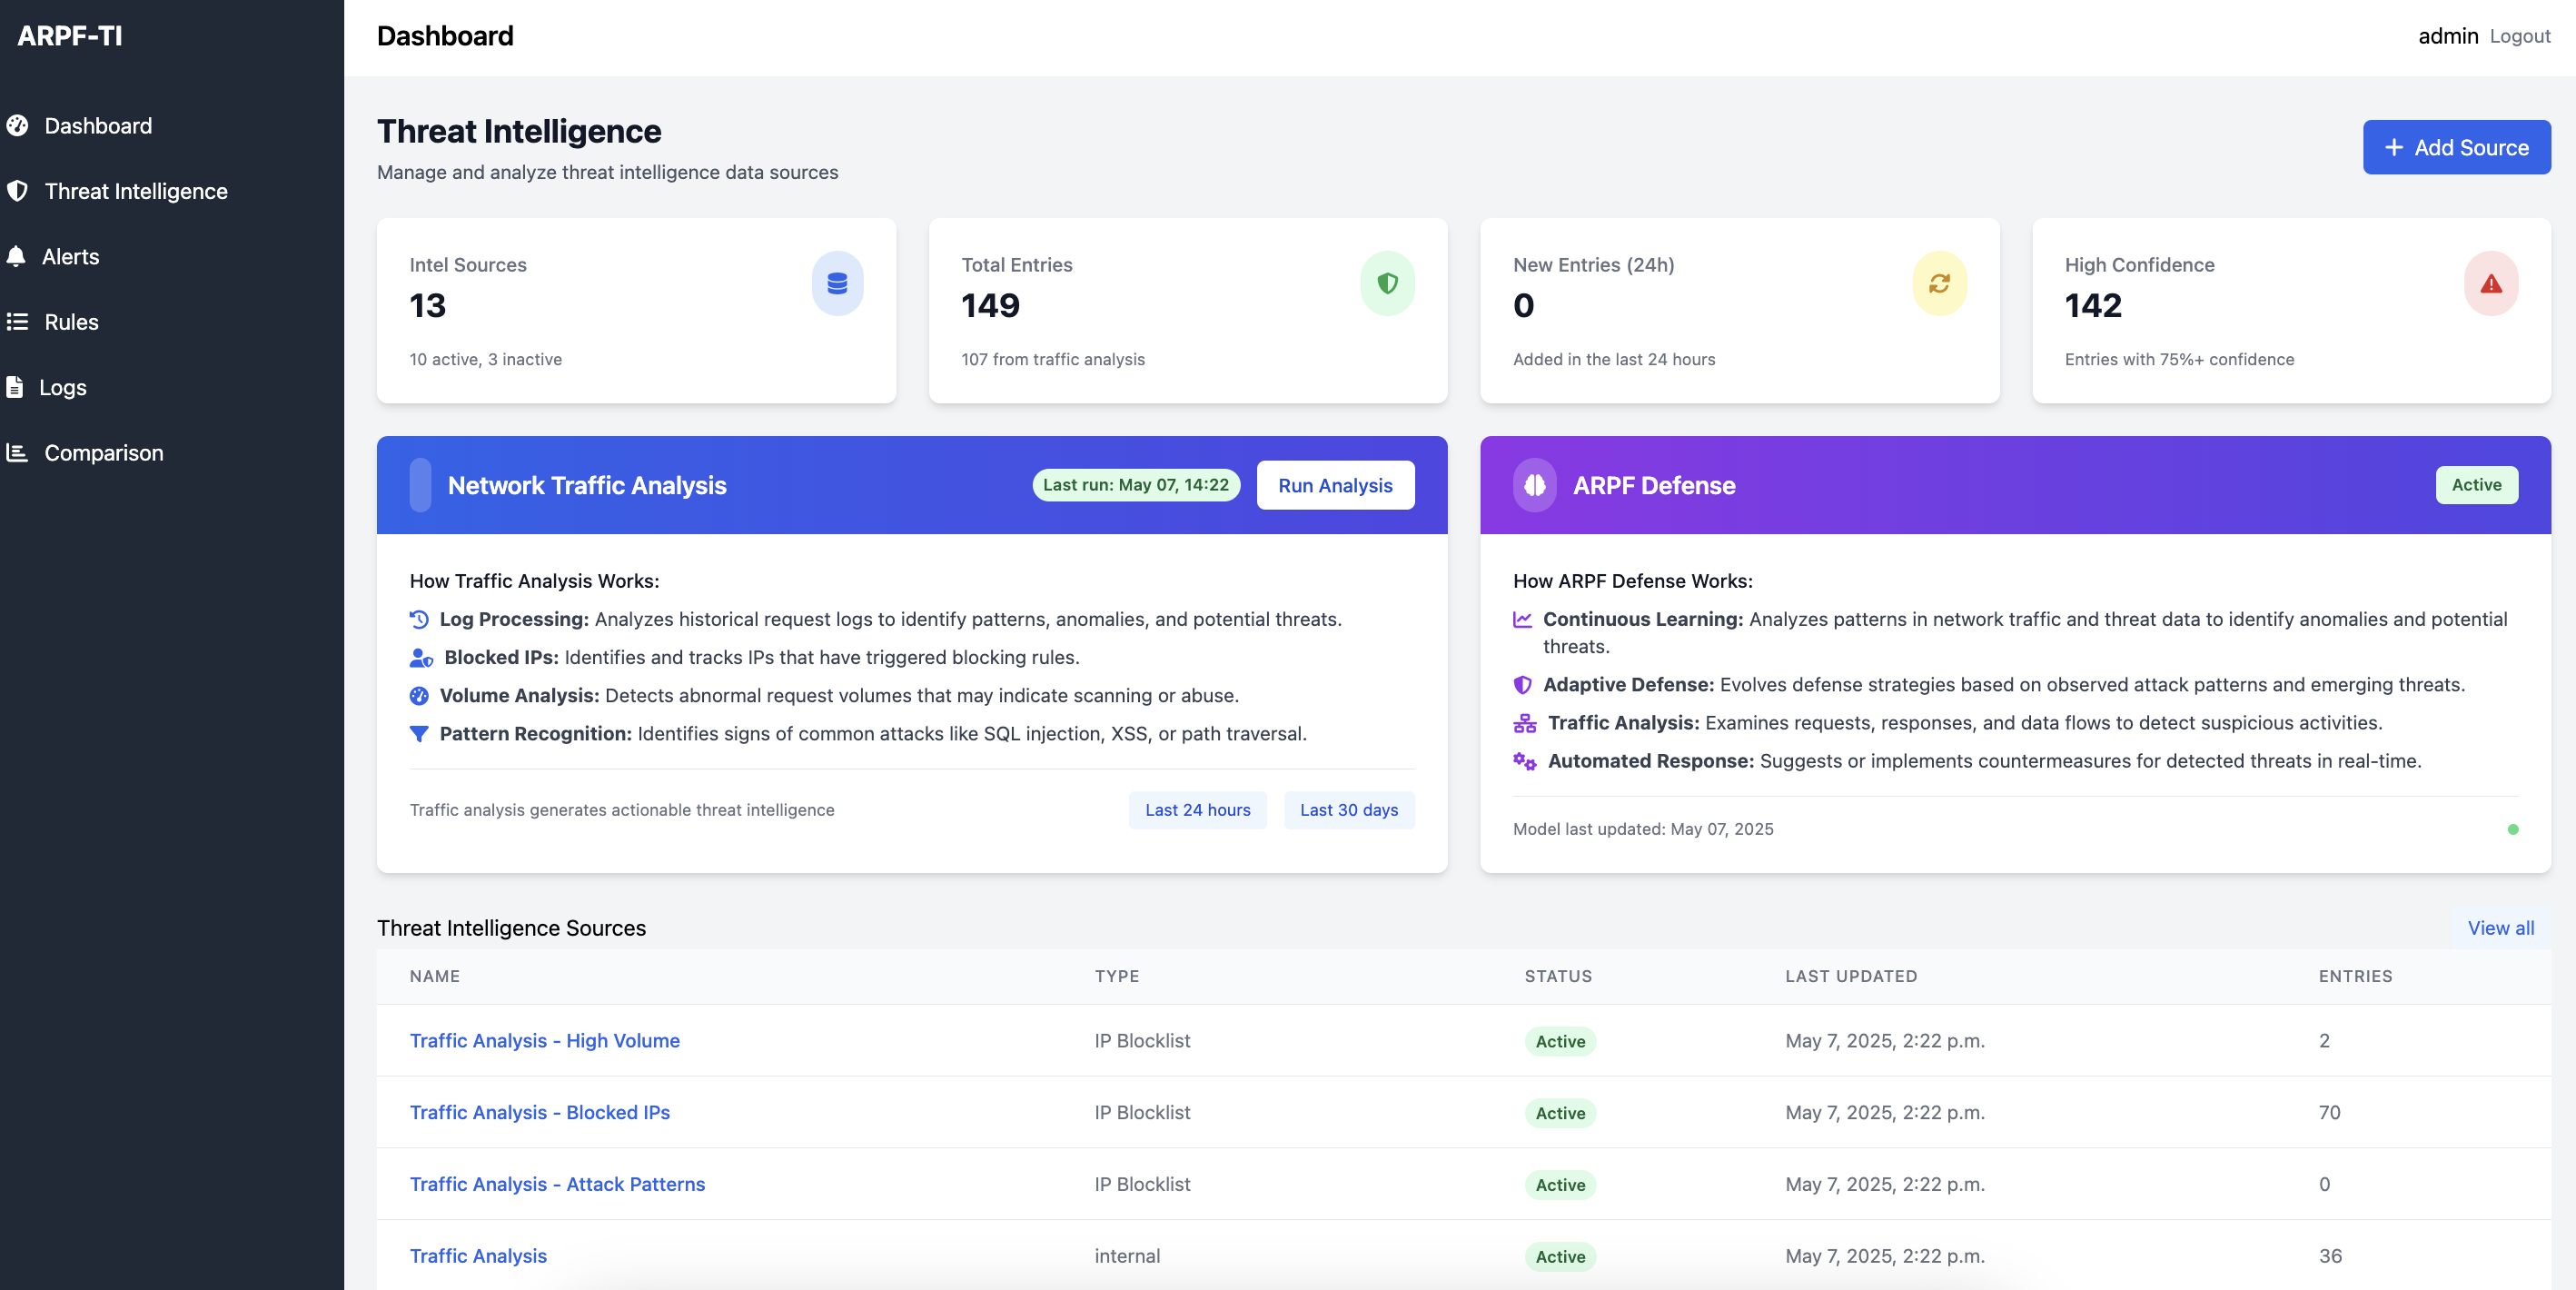 ARPF-TI
Dashboard
Threat Intelligence
Alerts
Rules
Logs
Comparison
Dashboard
admin Logout
Threat Intelligence
Manage and analyze threat intelligence data sources
+ Add Source
Intel Sources
13
10 active, 3 inactive
Total Entries
149
107 from traffic analysis
New Entries (24h)
0
Added in the last 24 hours
High Confidence
142
Entries with 75%+ confidence
Network Traffic Analysis
Last run: May 07, 14:22
Run Analysis
How Traffic Analysis Works:
Log Processing: Analyzes historical request logs to identify patterns, anomalies, and potential threats.
Blocked IPs: Identifies and tracks IPs that have triggered blocking rules.
Volume Analysis: Detects abnormal request volumes that may indicate scanning or abuse.
Pattern Recognition: Identifies signs of common attacks like SQL injection, XSS, or path traversal.
Traffic analysis generates actionable threat intelligence
Last 24 hours
Last 30 days
ARPF Defense
Active
How ARPF Defense Works:
Continuous Learning: Analyzes patterns in network traffic and threat data to identify anomalies and potential
threats.
Adaptive Defense: Evolves defense strategies based on observed attack patterns and emerging threats.
Traffic Analysis: Examines requests, responses, and data flows to detect suspicious activities.
Automated Response: Suggests or implements countermeasures for detected threats in real-time.
Model last updated: May 07, 2025
Threat Intelligence Sources
View all
NAME TYPE STATUS LAST UPDATED ENTRIES
Traffic Analysis - High Volume IP Blocklist Active May 7, 2025, 2:22 p.m. 2
Traffic Analysis - Blocked IPs IP Blocklist Active May 7, 2025, 2:22 p.m. 70
Traffic Analysis - Attack Patterns IP Blocklist Active May 7, 2025, 2:22 p.m. 0
Traffic Analysis internal Active May 7, 2025, 2:22 p.m. 36